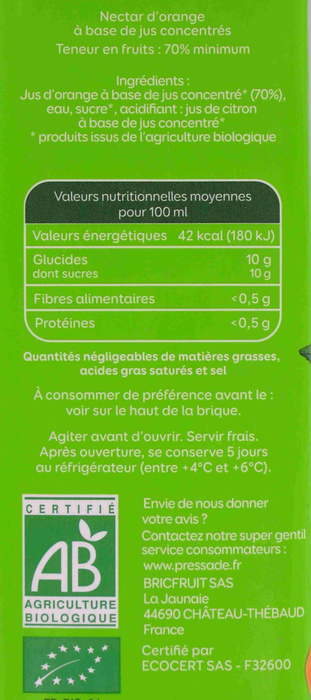 Nectar d'orange
à base de jus concentrés
Teneur en fruits : 70% minimum
Ingrédients :
Jus d'orange à base de jus concentré* (70%),
eau, sucre*, acidifiant : jus de citron
à base de jus concentré*
* produits issus de l'agriculture biologique
Valeurs nutritionnelles moyennes
pour 100 ml
Valeurs énergétiques 42 kcal (180 kJ)
Glucides 10 g
dont sucres 10 g
Fibres alimentaires <0,5 g
Protéines <0,5 g
Quantités négligeables de matières grasses,
acides gras saturés et sel
À consommer de préférence avant le :
voir sur le haut de la brique.
Agiter avant d'ouvrir. Servir frais.
Après ouverture, se conserve 5 jours
au réfrigérateur (entre +4°C et +6°C).
CERTIFIÉ
AB
AGRICULTURE
BIOLOGIQUE
Envie de nous donner
votre avis ?
Contactez notre super gentil
service consommateurs :
www.pressade.fr
BRICFRUIT SAS
La Jaunaie
44690 CHÂTEAU-THÉBAUD
France
Certifié par
ECOCERT SAS - F32600